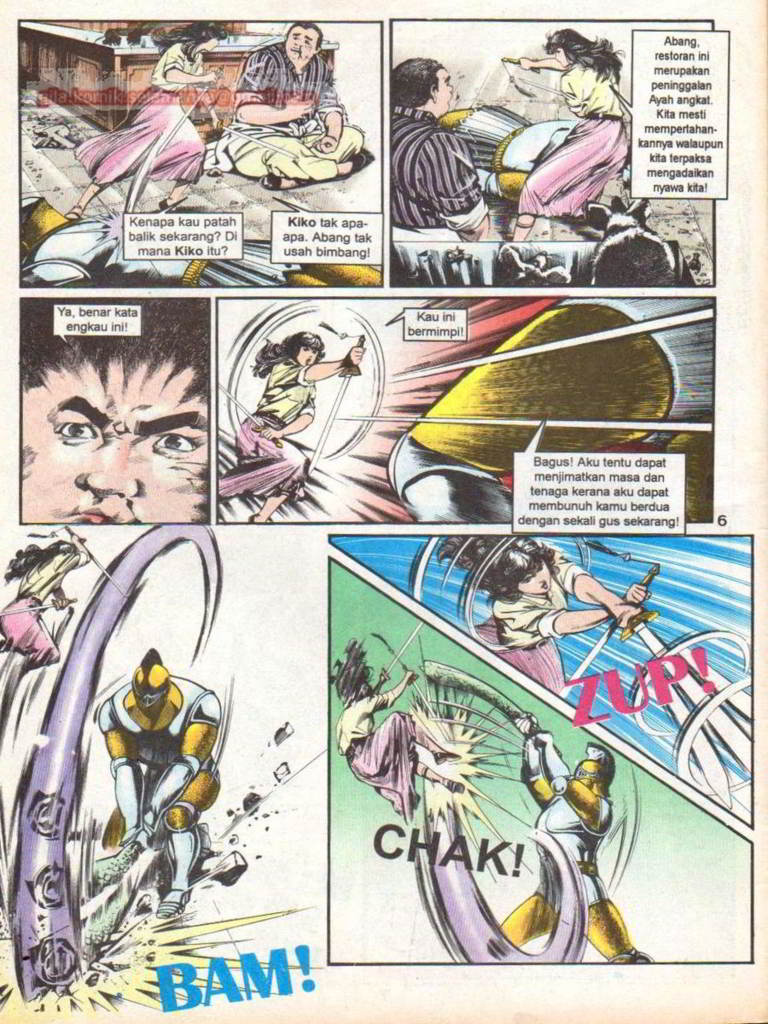 Kenapa kau patah
balik sekarang? Di
mana Kiko itu?
Kiko tak apa-
apa. Abang tak
usah bimbang!
Abang,
restoran ini
merupakan
peninggalan
Ayah angkat.
Kita mesti
mempertahan-
kannya walaupun
kita terpaksa
mengadaikan
nyawa kita!
Ya, benar kata
engkau ini!
Kau ini
bermimpi!
Bagus! Aku tentu dapat
menjimatkan masa dan
tenaga kerana aku dapat
membunuh kamu berdua
dengan sekali gus sekarang!
6
BAM!
ZUP!
CHAK!